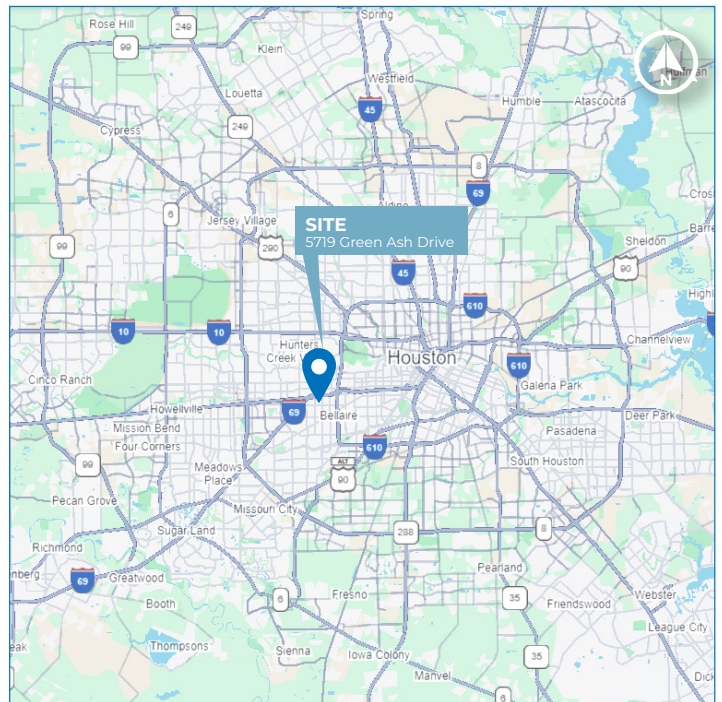 Spring
Rose Hill
249
99
Klein
Westfield
Huffman
N
Louetta
45
Humble
Atascocita
Cypress
249
8
69
6
Aldine
Jersey Village
SITE
5719 Green Ash Drive
99
290
Sheldon
90
45
610
10
10
Hunters
Creek V
Houston
Channelview
610
Cinco Ranch
Galena Park
Howellville
69
Bellaire
Deer Park
Mission Bend
Pasadena
Four Corners
610
99
Meadows
Place
ALT
90
South Houston
Pecan Grove
Missouri City
Sugar Land
288
8
Richmond
Pearland
69
Greatwood
Booth
6
Fresno
35
Friendswood
Webster
League City
Thompsons
Sienna
Iowa Colony
35
Manvel
6